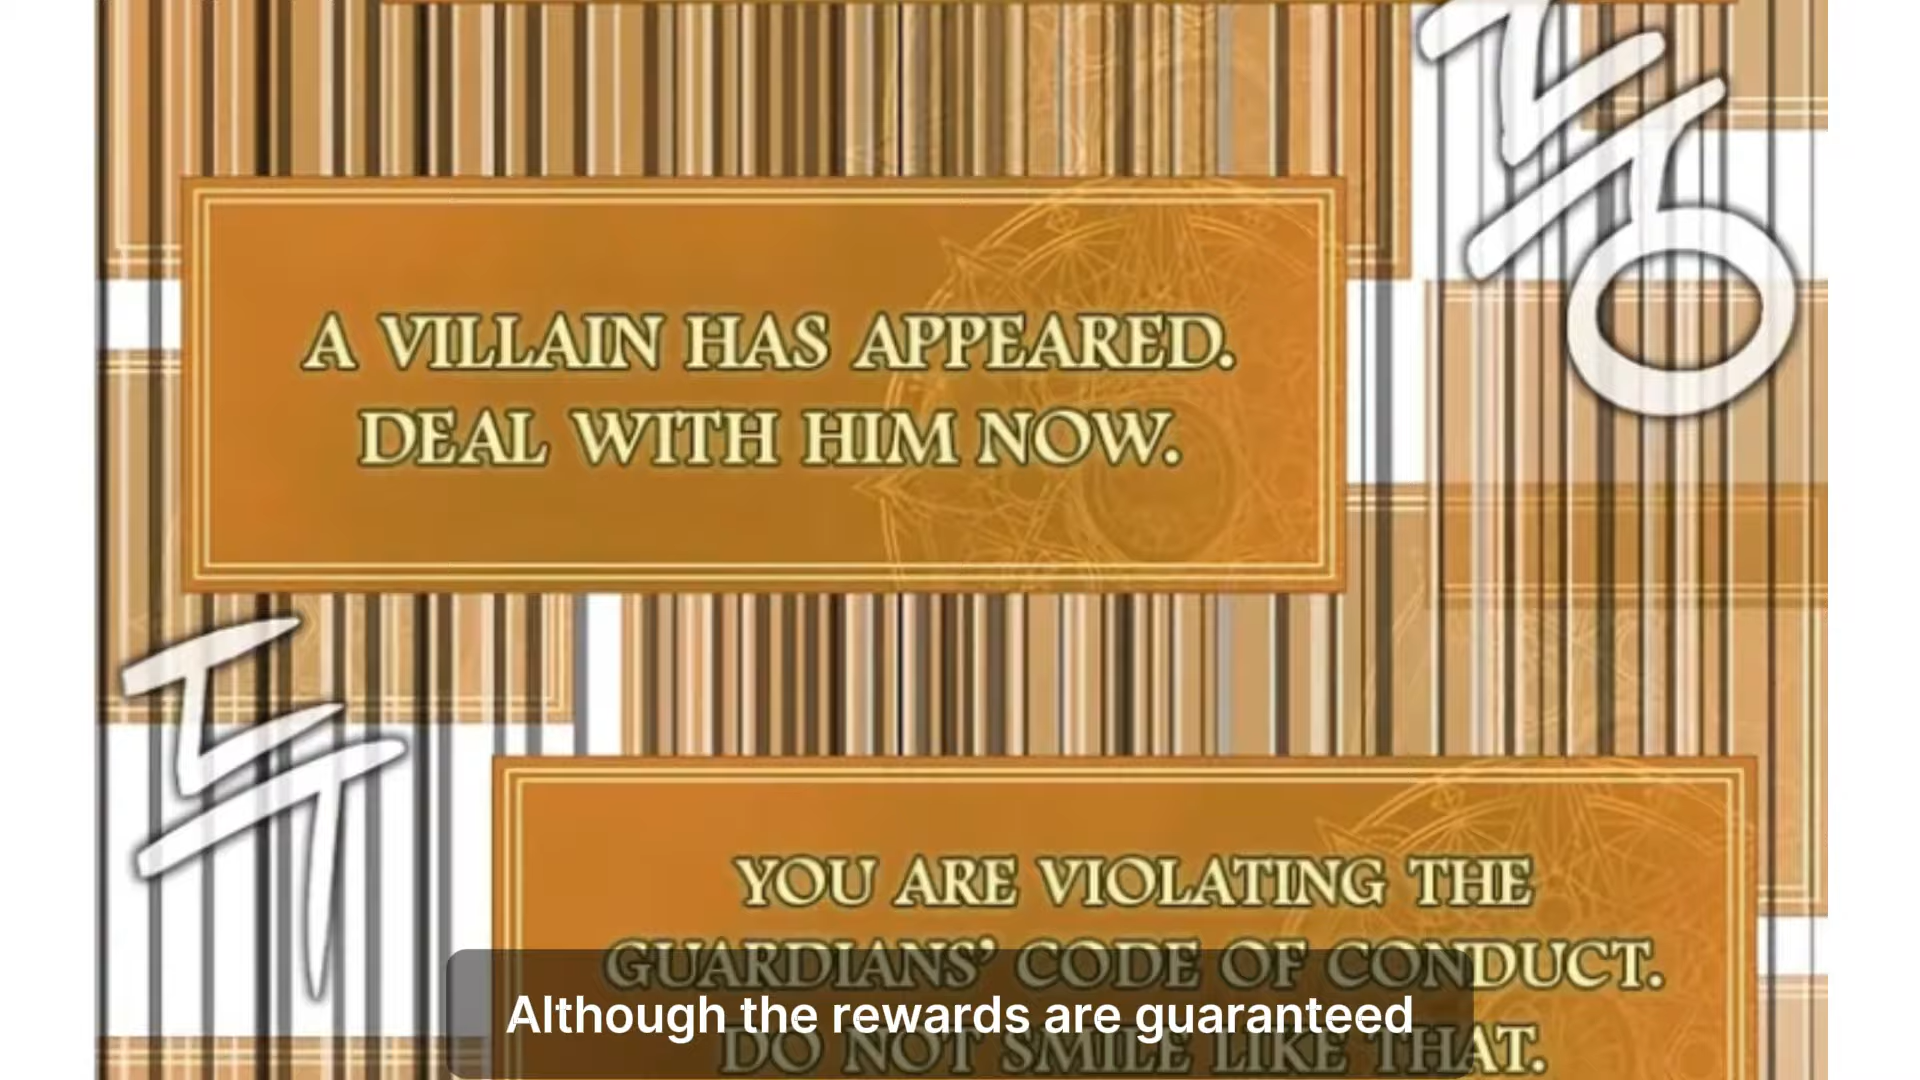 A VILLAIN HAS APPEARED.
DEAL WITH HIM NOW.
YOU ARE VIOLATING THE
GUARDIANS' CODE OF CONDUCT.
DO NOT SMILE LIKE THAT.
Although the rewards are guaranteed